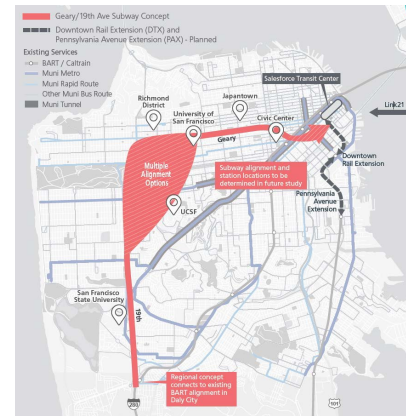 Geary/19th Ave Subway Concept
Downtown Rail Extension (DTX) and
Pennsylvania Avenue Extension (PAX) - Planned
Existing Services
BART / Caltrain
Muni Metro
Muni Rapid Route
Other Muni Bus Route
Muni Tunnel
Salesforce Transit Center
Link21
Japantown
Richmond
District
University of
San Francisco
Civic Center
Geary
Multiple
Alignment
Options
Subway alignment and
station locations to be
determined in future study
Downtown
Rail Extension
UCSF
Pennsylvania
Avenue
Extension
San Francisco
State University
19th
Regional concept
connects to existing
BART alignment in
Daly City
280
101